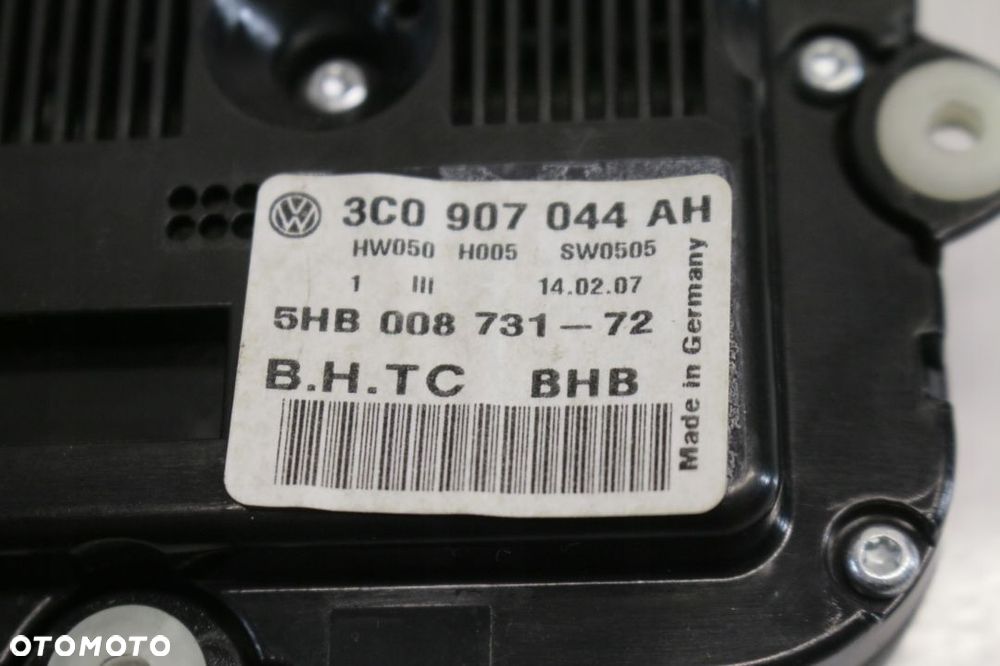 3C0 907 044 AH
HW050 H005 SW0505
1 III 14.02.07
5HB 008 731-72
B.H.TC BHB
Made in Germany
OTOMOTO